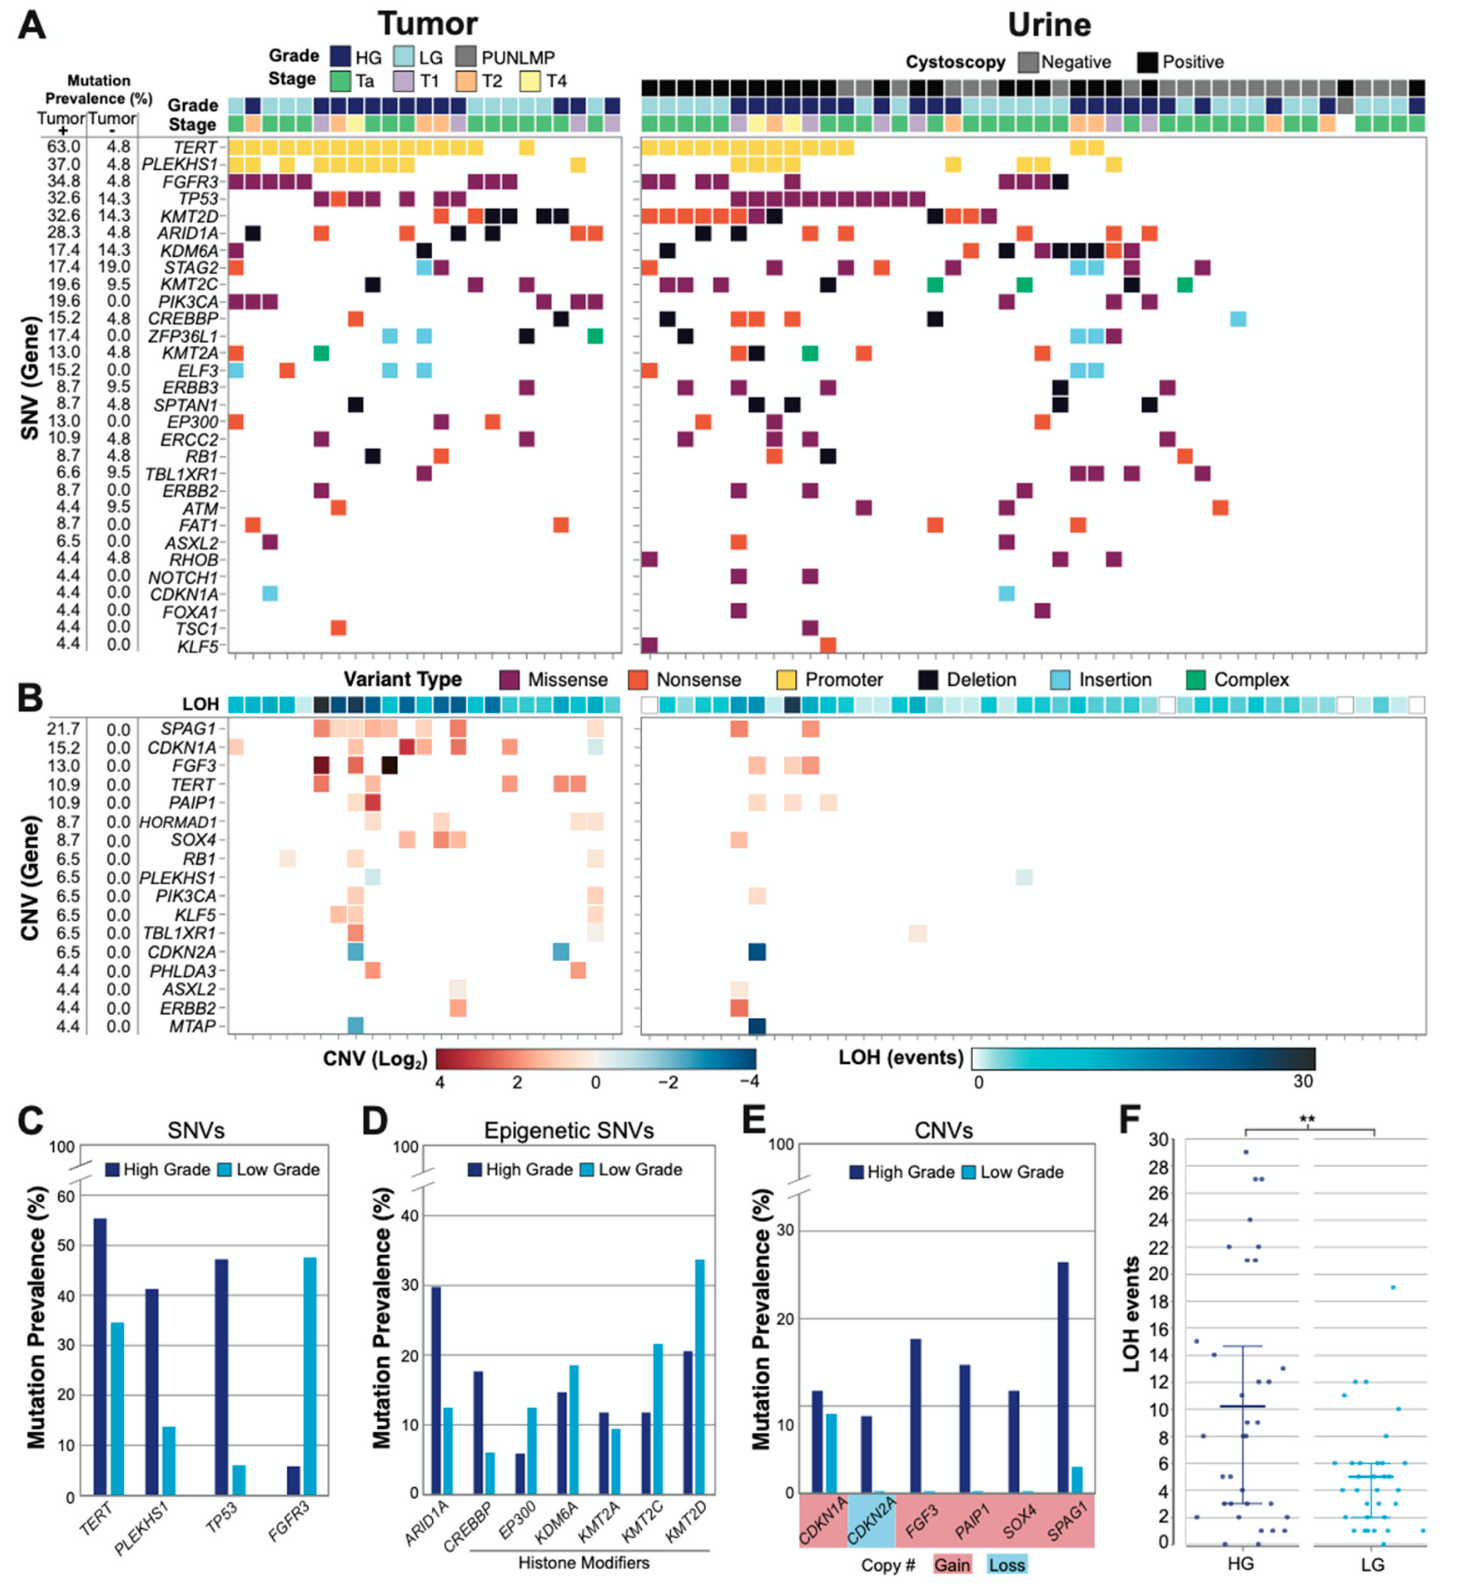 A
Tumor
Urine
Grade HG LG PUNLMP
Stage Ta T1 T2 T4
Cystoscopy Negative Positive
Mutation
Prevalence (%)
Tumor + Tumor -
Grade
Stage
SNV (Gene)
63.0 4.8 TERT
37.0 4.8 PLEKHS1
34.8 4.8 FGFR3
32.6 14.3 TP53
32.6 14.3 KMT2D
28.3 4.8 ARID1A
17.4 14.3 KDM6A
17.4 19.0 STAG2
19.6 9.5 KMT2C
19.6 0.0 PIK3CA
15.2 4.8 CREBBP
17.4 0.0 ZFP36L1
13.0 4.8 KMT2A
15.2 0.0 ELF3
8.7 9.5 ERBB3
8.7 4.8 SPTAN1
13.0 0.0 EP300
10.9 4.8 ERCC2
8.7 4.8 RB1
6.6 9.5 TBL1XR1
8.7 0.0 ERBB2
4.4 9.5 ATM
8.7 0.0 FAT1
6.5 0.0 ASXL2
4.4 4.8 RHOB
4.4 0.0 NOTCH1
4.4 0.0 CDKN1A
4.4 0.0 FOXA1
4.4 0.0 TSC1
4.4 0.0 KLF5
Variant Type Missense Nonsense Promoter Deletion Insertion Complex
B
LOH
CNV (Gene)
21.7 0.0 SPAG1
15.2 0.0 CDKN1A
13.0 0.0 FGF3
10.9 0.0 TERT
10.9 0.0 PAIP1
8.7 0.0 HORMAD1
8.7 0.0 SOX4
6.5 0.0 RB1
6.5 0.0 PLEKHS1
6.5 0.0 PIK3CA
6.5 0.0 KLF5
6.5 0.0 TBL1XR1
6.5 0.0 CDKN2A
4.4 0.0 PHLDA3
4.4 0.0 ASXL2
4.4 0.0 ERBB2
4.4 0.0 MTAP
CNV (Log2)
4 2 0 −2 −4
LOH (events)
0 30
C
SNVs
High Grade Low Grade
Mutation Prevalence (%)
100
60
50
40
30
20
10
0
TERT PLEKHS1 TP53 FGFR3
D
Epigenetic SNVs
High Grade Low Grade
Mutation Prevalence (%)
100
40
30
20
10
0
ARID1A CREBBP EP300 KDM6A KMT2A KMT2C KMT2D
Histone Modifiers
E
CNVs
High Grade Low Grade
Mutation Prevalence (%)
100
30
20
10
0
CDKN1A CDKN2A FGF3 PAIP1 SOX4 SPAG1
Copy # Gain Loss
F
**
LOH events
30
28
26
24
22
20
18
16
14
12
10
8
6
4
2
0
HG LG